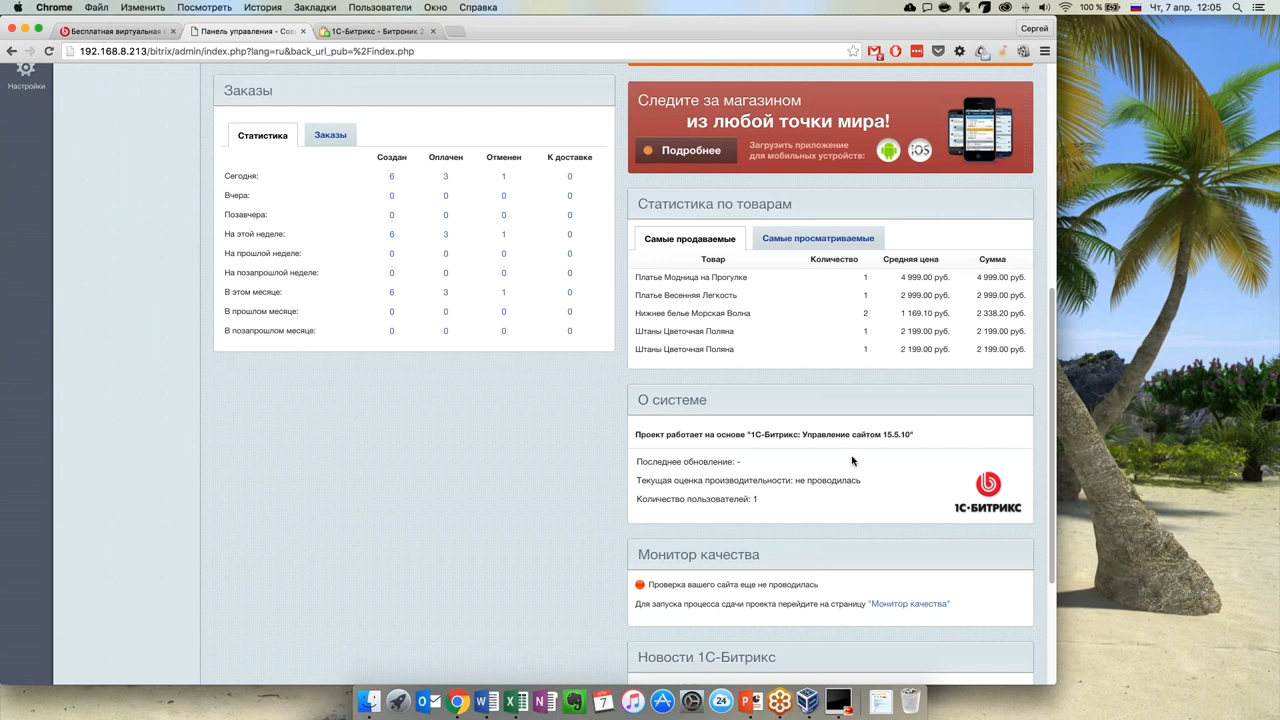 Chrome Файл Изменить Посмотреть История Закладки Пользователи Окно Справка
100 % Чт, 7 апр. 12:05
Бесплатная виртуальная
Панель управления - Сов
1С-Битрикс - Битроник 2
Сергей
192.168.8.213/bitrix/admin/index.php?lang=ru&back_url_pub=%2Findex.php
Настройки
Заказы
Статистика Заказы
Создан Оплачен Отменен К доставке
Сегодня: 6 3 1 0
Вчера: 0 0 0 0
Позавчера: 0 0 0 0
На этой неделе: 6 3 1 0
На прошлой неделе: 0 0 0 0
На позапрошлой неделе: 0 0 0 0
В этом месяце: 6 3 1 0
В прошлом месяце: 0 0 0 0
В позапрошлом месяце: 0 0 0 0
Следите за магазином
из любой точки мира!
Подробнее
Загрузить приложение
для мобильных устройств:
iOS
Статистика по товарам
Самые продаваемые Самые просматриваемые
Товар Количество Средняя цена Сумма
Платье Модница на Прогулке 1 4 999.00 руб. 4 999.00 руб.
Платье Весенняя Легкость 1 2 999.00 руб. 2 999.00 руб.
Нижнее белье Морская Волна 2 1 169.10 руб. 2 338.20 руб.
Штаны Цветочная Поляна 1 2 199.00 руб. 2 199.00 руб.
Штаны Цветочная Поляна 1 2 199.00 руб. 2 199.00 руб.
О системе
Проект работает на основе "1С-Битрикс: Управление сайтом 15.5.10"
Последнее обновление: -
Текущая оценка производительности: не проводилась
Количество пользователей: 1
1С·БИТРИКС
Монитор качества
Проверка вашего сайта еще не проводилась
Для запуска процесса сдачи проекта перейдите на страницу "Монитор качества"
Новости 1С-Битрикс
7
24